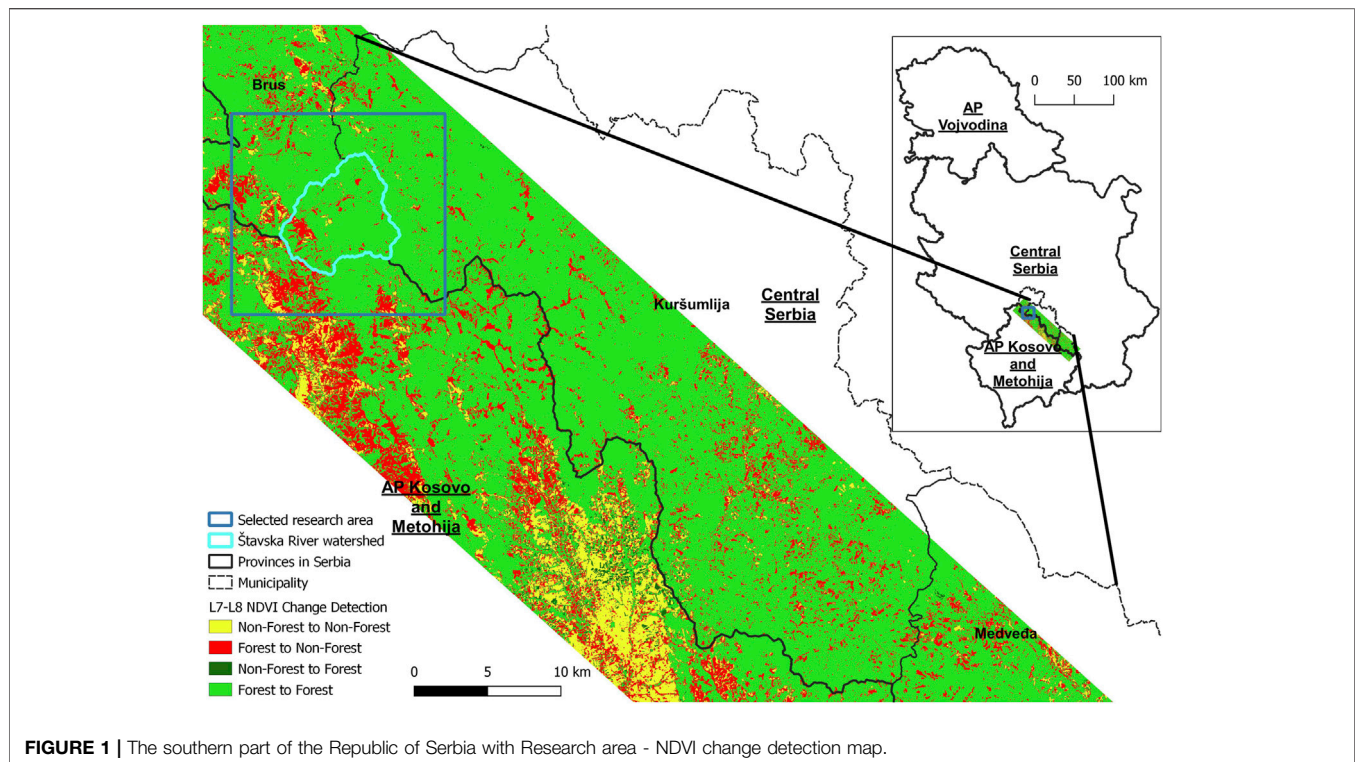 Brus
Kuršumlija
Central
Serbia
AP Kosovo
and
Metohija
Medveđa
0 50 100 km
AP
Vojvodina
Central
Serbia
AP Kosovo
and
Metohija
Selected research area
Štavska River watershed
Provinces in Serbia
Municipality
L7-L8 NDVI Change Detection
Non-Forest to Non-Forest
Forest to Non-Forest
Non-Forest to Forest
Forest to Forest
0 5 10 km
FIGURE 1 | The southern part of the Republic of Serbia with Research area - NDVI change detection map.